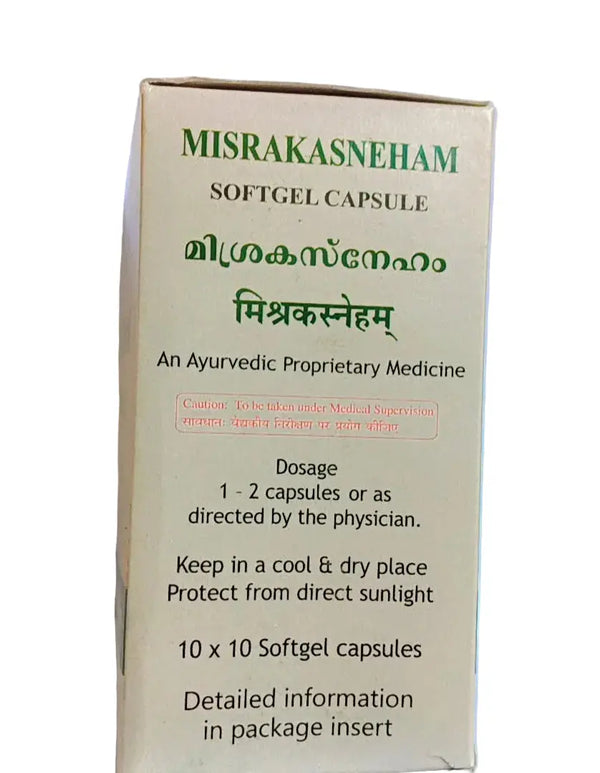 MISRAKASNEHAM
SOFTGEL CAPSULE
മിശ്രകസ്നേഹം
मिश्रकस्नेहम्
An Ayurvedic Proprietary Medicine
Caution: To be taken under Medical Supervision
सावधानः वैद्यकीय निरीक्षण पर प्रयोग कीजिए
Dosage
1 - 2 capsules or as
directed by the physician.
Keep in a cool & dry place
Protect from direct sunlight
10 x 10 Softgel capsules
Detailed information
in package insert